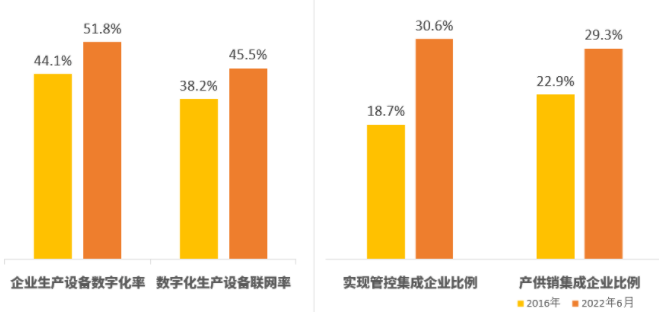 51.8%
44.1%
45.5%
38.2%
企业生产设备数字化率
数字化生产设备联网率
30.6%
18.7%
29.3%
22.9%
实现管控集成企业比例
产供销集成企业比例
2016年
2022年6月